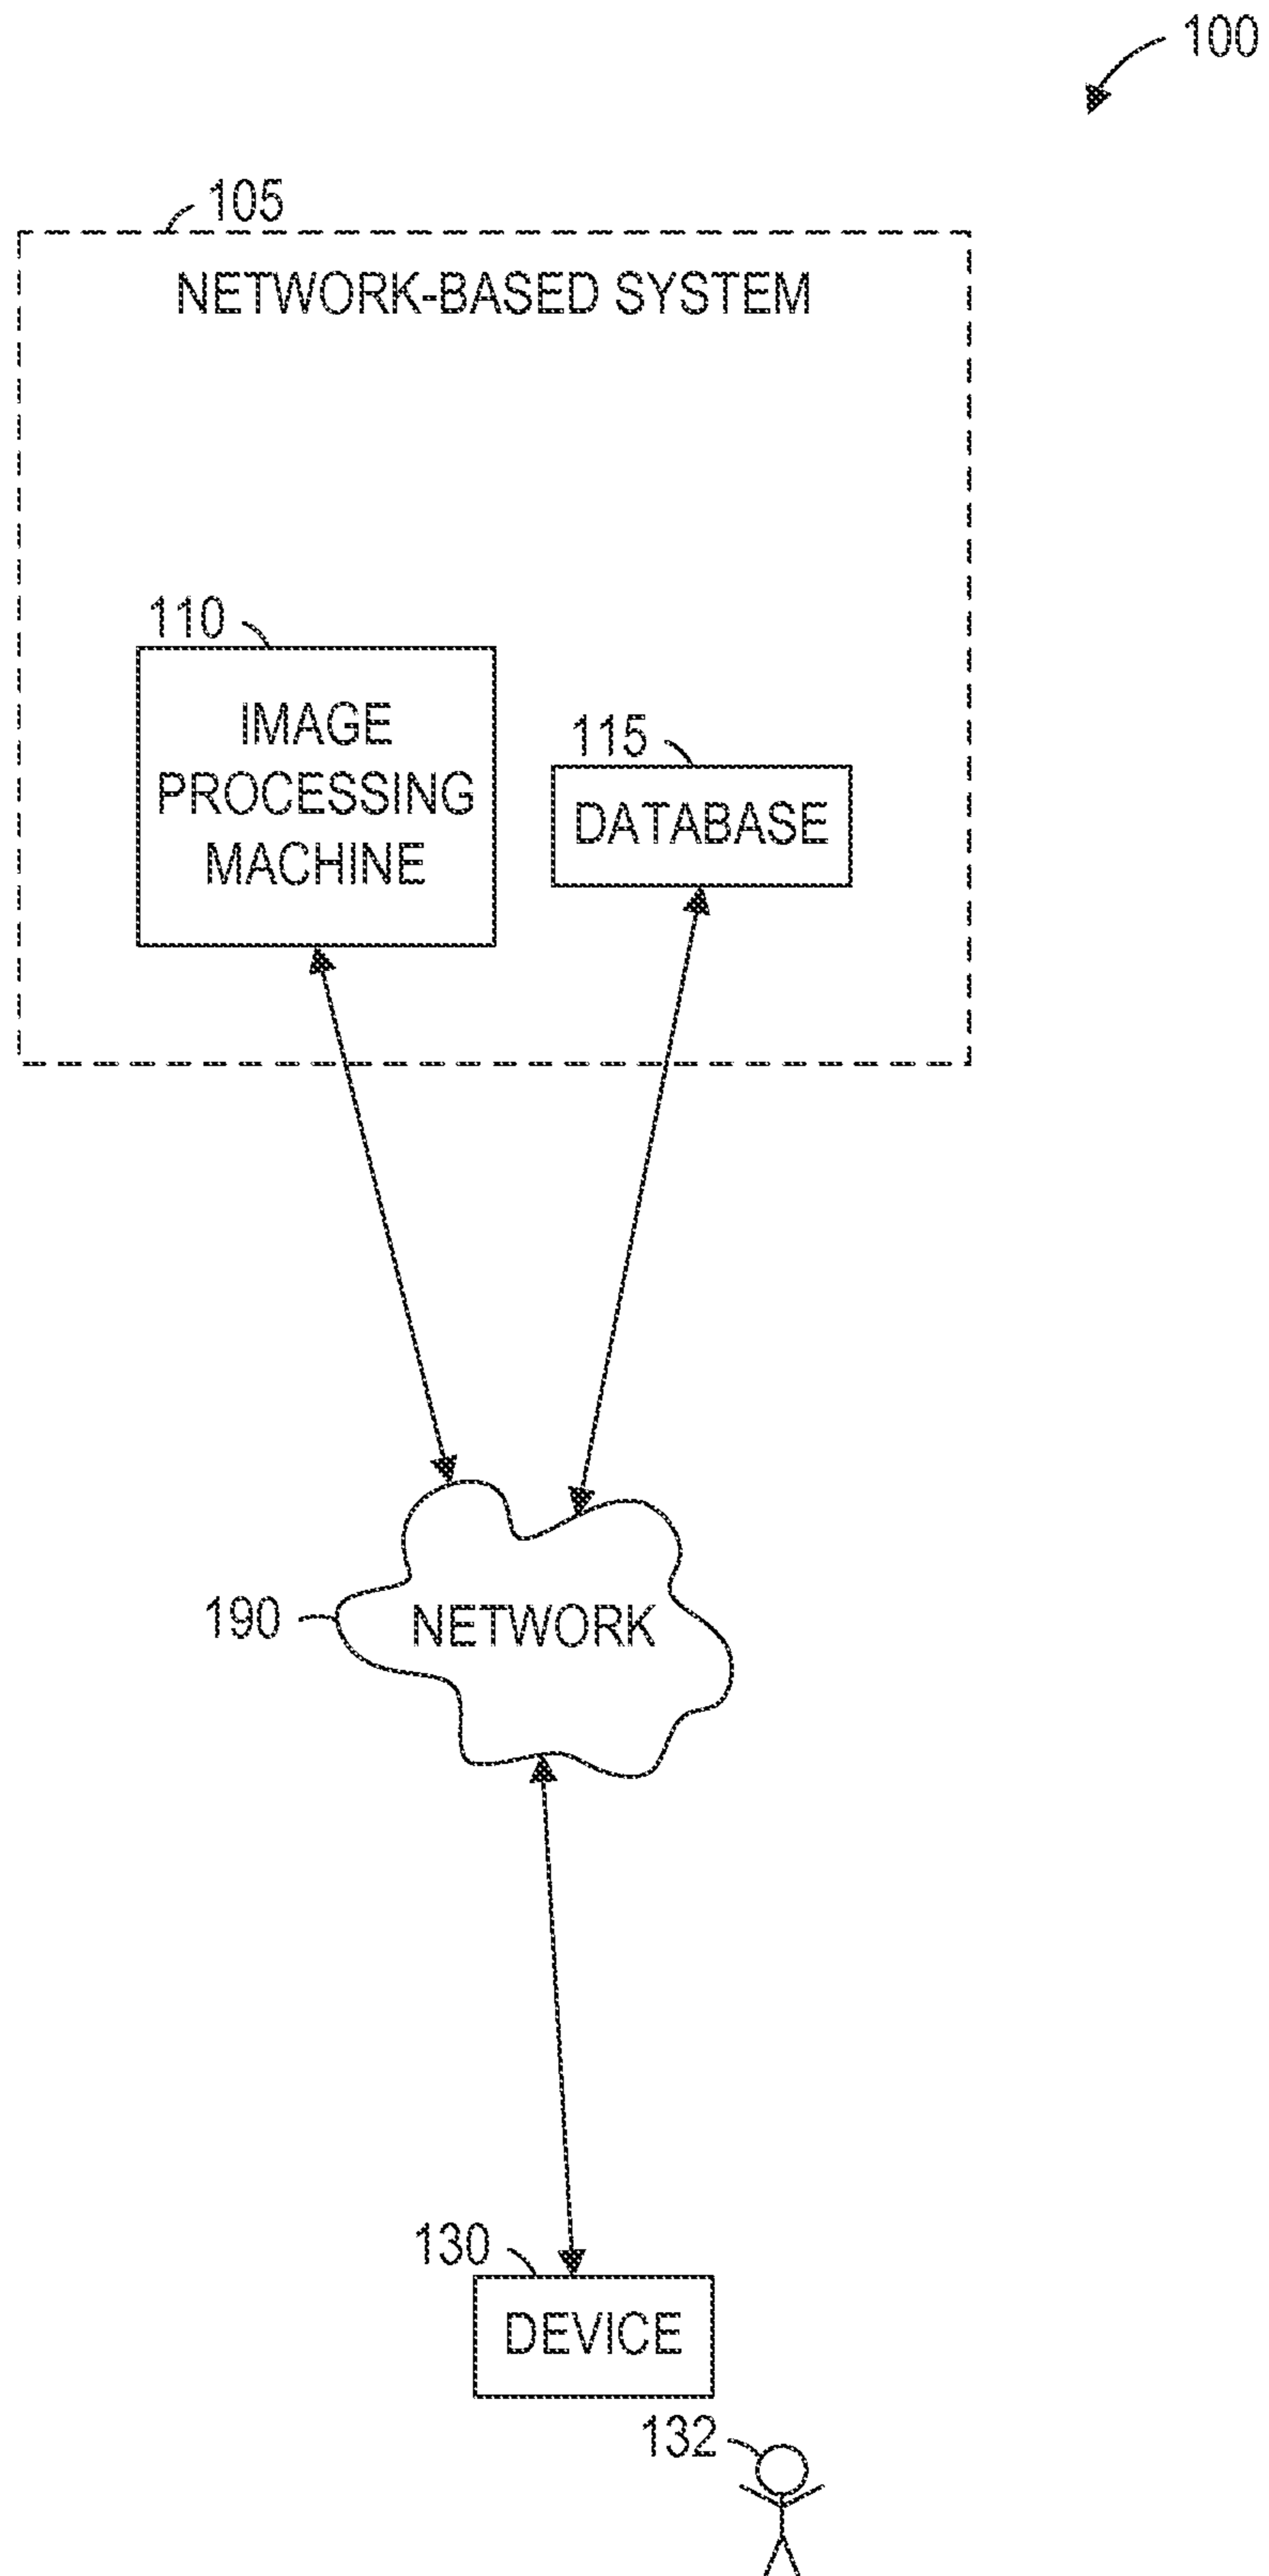 100
105
NETWORK-BASED SYSTEM
110
IMAGE
PROCESSING
MACHINE
115
DATABASE
190
NETWORK
130
DEVICE
132